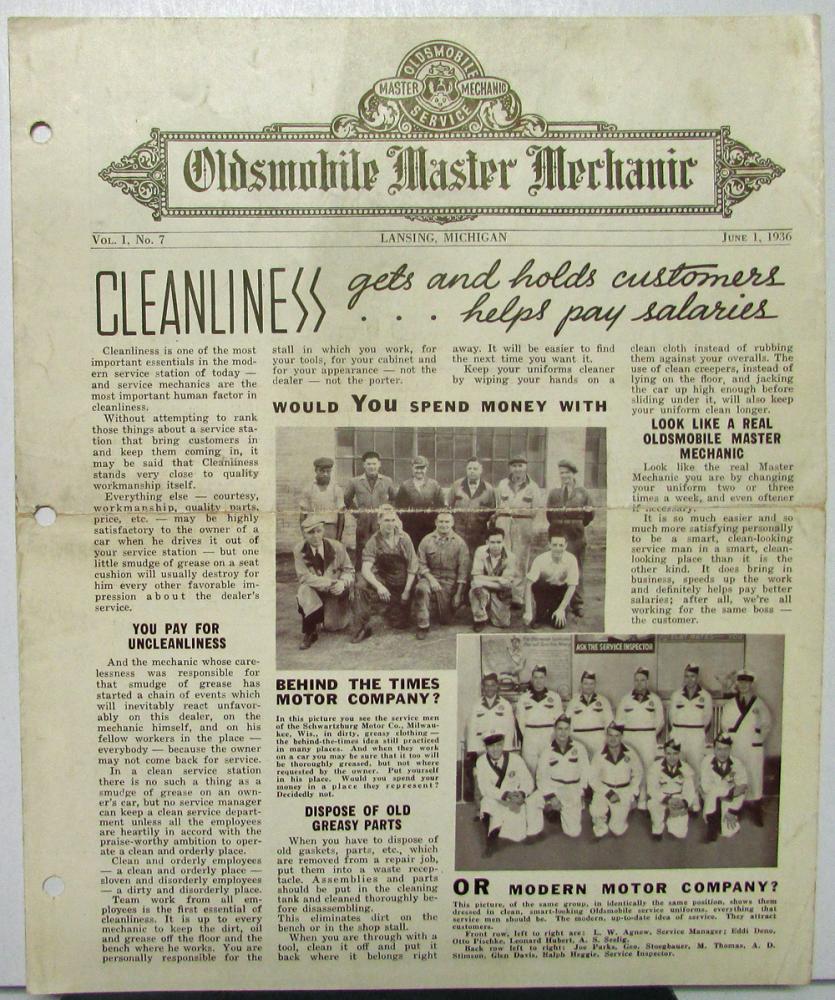 OLDSMOBILE
MASTER MECHANIC
SERVICE
Oldsmobile Master Mechanic
VOL. 1, No. 7
LANSING, MICHIGAN
JUNE 1, 1936
CLEANLINESS gets and holds customers
. . . helps pay salaries
Cleanliness is one of the most
important essentials in the mod-
ern service station of today —
and service mechanics are the
most important human factor in
cleanliness.
Without attempting to rank
those things about a service sta-
tion that bring customers in
and keep them coming in, it
may be said that Cleanliness
stands very close to quality
workmanship itself.
Everything else — courtesy,
workmanship, quality parts,
price, etc. — may be highly
satisfactory to the owner of a
car when he drives it out of
your service station — but one
little smudge of grease on a seat
cushion will usually destroy for
him every other favorable im-
pression about the dealer's
service.
YOU PAY FOR
UNCLEANLINESS
And the mechanic whose care-
lessness was responsible for
that smudge of grease has
started a chain of events which
will inevitably react unfavor-
ably on this dealer, on the
mechanic himself, and on his
fellow workers in the place —
everybody — because the owner
may not come back for service.
In a clean service station
there is no such a thing as a
smudge of grease on an own-
er's car, but no service manager
can keep a clean service depart-
ment unless all the employees
are heartily in accord with the
praise-worthy ambition to oper-
ate a clean and orderly place.
Clean and orderly employees
— a clean and orderly place —
sloven and disorderly employees
— a dirty and disorderly place.
Team work from all em-
ployees is the first essential of
cleanliness. It is up to every
mechanic to keep the dirt, oil
and grease off the floor and the
bench where he works. You are
personally responsible for the
stall in which you work, for
your tools, for your cabinet and
for your appearance — not the
dealer — not the porter.
away. It will be easier to find
the next time you want it.
Keep your uniforms cleaner
by wiping your hands on a
WOULD You SPEND MONEY WITH
BEHIND THE TIMES
MOTOR COMPANY?
In this picture you see the service men
of the Schwartzburg Motor Co., Milwau-
kee, Wis., in dirty, greasy clothing —
the behind-the-times idea still practiced
in many places. And when they work
on a car you may be sure that it too will
be thoroughly greased, but not where
requested by the owner. Put yourself
in his place. Would you spend your
money in a place they represent?
Decidedly not.
DISPOSE OF OLD
GREASY PARTS
When you have to dispose of
old gaskets, parts, etc., which
are removed from a repair job,
put them into a waste recep-
tacle. Assemblies and parts
should be put in the cleaning
tank and cleaned thoroughly be-
fore disassembling.
This eliminates dirt on the
bench or in the shop stall.
When you are through with a
tool, clean it off and put it
back where it belongs right
clean cloth instead of rubbing
them against your overalls. The
use of clean creepers, instead of
lying on the floor, and jacking
the car up high enough before
sliding under it, will also keep
your uniform clean longer.
LOOK LIKE A REAL
OLDSMOBILE MASTER
MECHANIC
Look like the real Master
Mechanic you are by changing
your uniform two or three
times a week, and even oftener
if necessary.
It is so much easier and so
much more satisfying personally
to be a smart, clean-looking
service man in a smart, clean-
looking place than it is the
other kind. It does bring in
business, speeds up the work
and definitely helps pay better
salaries; after all, we're all
working for the same boss —
the customer.
ASK THE SERVICE INSPECTOR
OR MODERN MOTOR COMPANY?
This picture, of the same group, in identically the same position, shows them
dressed in clean, smart-looking Oldsmobile service uniforms, everything that
service men should be. The modern, up-to-date idea of service. They attract
customers.
Front row, left to right are: L. W. Agnew, Service Manager; Eddi Deno,
Otto Pischke, Leonard Hubert, A. S. Seelig.
Back row left to right: Joe Parks, Geo. Stoegbauer, M. Thomas, A. D.
Stimson, Glen Davis, Ralph Heggie, Service Inspector.